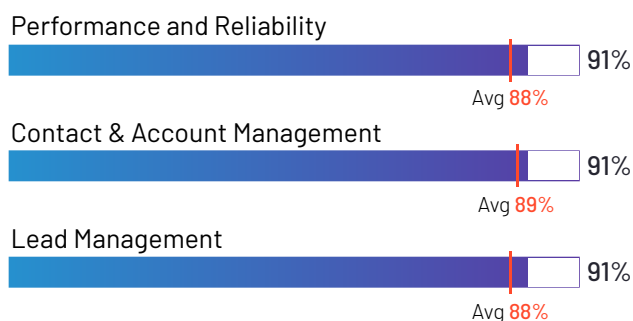 Performance and Reliability
91%
Avg 88%
Contact & Account Management
91%
Avg 89%
Lead Management
91%
Avg 88%